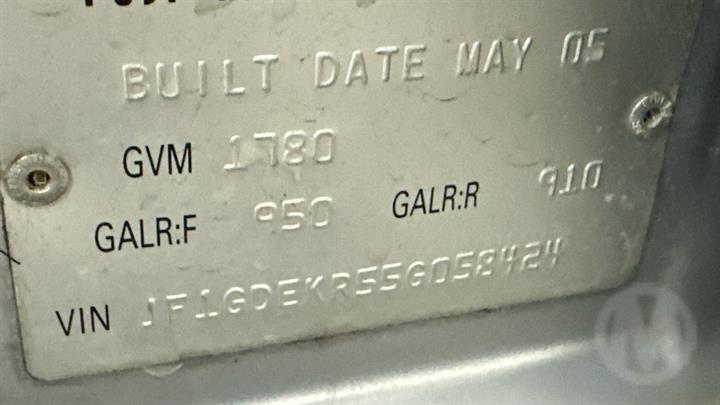 BUILT DATE MAY 05
GVM 1780
GALR:F 950 GALR:R 910
VIN JF1GDEKR55G058424